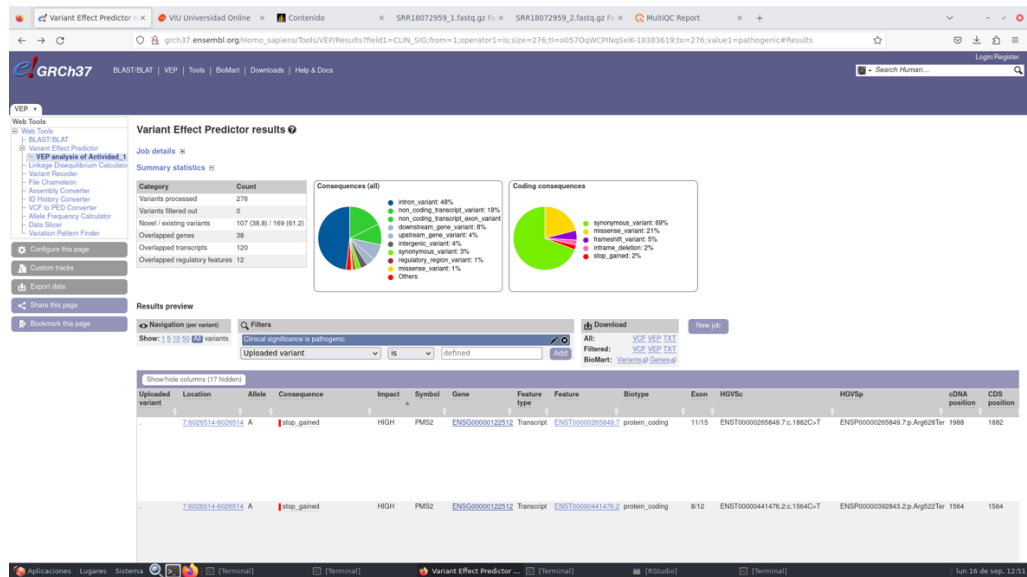 Variant Effect Predictor r
VIU Universidad Online
Contenido
SRR18072959_1.fastq.gz Fa
SRR18072959_2.fastq.gz Fa
MultiQC Report
grch37.ensembl.org/Homo_sapiens/Tools/VEP/Results?field1=CLIN_SIG;from=1;operator1=is;size=276;
Login/Register
e! GRCh37
BLAST/BLAT | VEP | Tools | BioMart | Downloads | Help & Docs
Search Human...
VEP
Web Tools
Web Tools
BLAST/BLAT
Variant Effect Predictor
VEP analysis of Actividad_1
Linkage Disequilibrium Calculato
Variant Recoder
File Chameleon
Assembly Converter
ID History Converter
VCF to PED Converter
Allele Frequency Calculator
Data Slicer
Variation Pattern Finder
Configure this page
Custom tracks
Export data
Share this page
Bookmark this page
Variant Effect Predictor results
Job details
Summary statistics
Category Count
Variants processed 276
Variants filtered out 0
Novel / existing variants 107 (38.8) / 169 (61.2)
Overlapped genes 38
Overlapped transcripts 120
Overlapped regulatory features 12
Consequences (all)
intron_variant: 48%
non_coding_transcript_variant: 18%
non_coding_transcript_exon_variant
downstream_gene_variant: 8%
upstream_gene_variant: 4%
intergenic_variant: 4%
synonymous_variant: 3%
regulatory_region_variant: 1%
missense_variant: 1%
Others
Coding consequences
synonymous_variant: 69%
missense_variant: 21%
frameshift_variant: 5%
inframe_deletion: 2%
stop_gained: 2%
Results preview
Navigation (per variant)
Show: 1 5 10 50 All variants
Filters
Clinical significance is pathogenic
Uploaded variant is defined Add
Download
All: VCF VEP TXT
Filtered: VCF VEP TXT
BioMart: Variants Genes
New job
Show/hide columns (17 hidden)
Uploaded variant Location Allele Consequence Impact Symbol Gene Feature type Feature Biotype Exon HGVSc HGVSp cDNA position CDS position
. 7:6026514-6026514 A stop_gained HIGH PMS2 ENSG00000122512 Transcript ENST00000265849.7 protein_coding 11/15 ENST00000265849.7:c.1882C>T ENSP00000265849.7:p.Arg628Ter 1988 1882
. 7:6026514-6026514 A stop_gained HIGH PMS2 ENSG00000122512 Transcript ENST00000441476.2 protein_coding 8/12 ENST00000441476.2:c.1564C>T ENSP00000392843.2:p.Arg522Ter 1564 1564
Aplicaciones Lugares Sistema
[Terminal]
[Terminal]
Variant Effect Predictor ...
[Terminal]
[RStudio]
[Terminal]
lun 16 de sep, 12:51